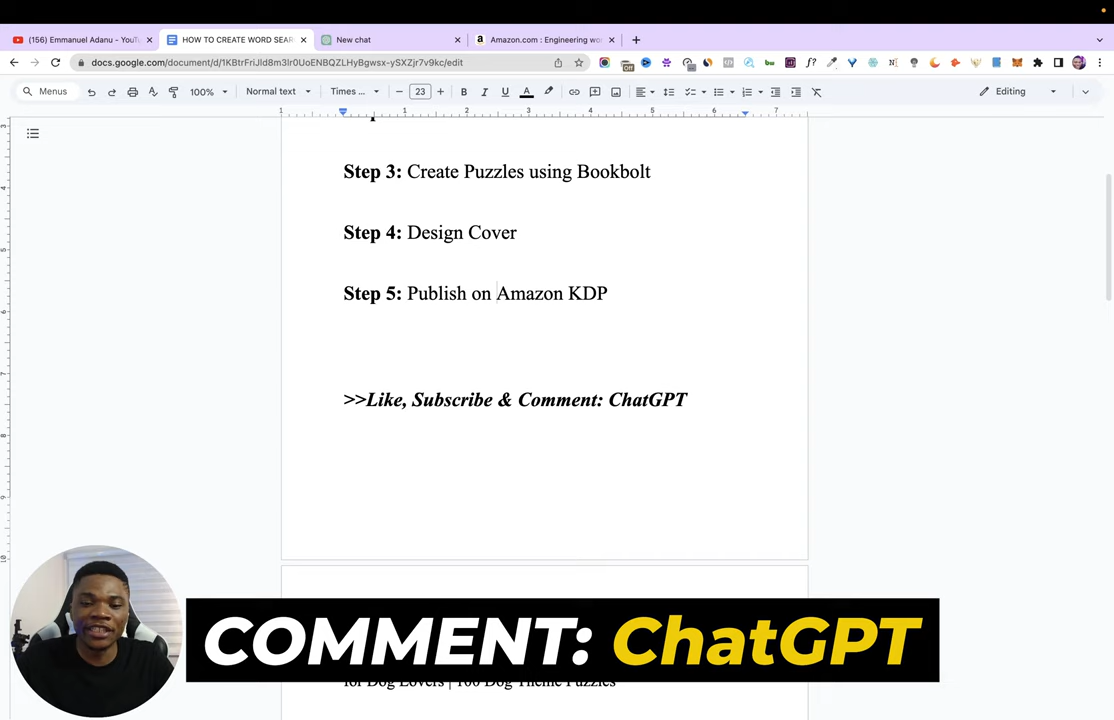 (156) Emmanuel Adanu - YouT
HOW TO CREATE WORD SEAR
New chat
Amazon.com : Engineering wo
docs.google.com/document/d/1KBtrFriJld8m3lr0UoENBQZLHyBgwsx-ySXZjr7v9kc/edit
Menus
100%
Normal text
Times ...
23
Editing
Step 3: Create Puzzles using Bookbolt
Step 4: Design Cover
Step 5: Publish on Amazon KDP
>>Like, Subscribe & Comment: ChatGPT
COMMENT: ChatGPT
for Dog Lovers | 100 Dog Theme Puzzles